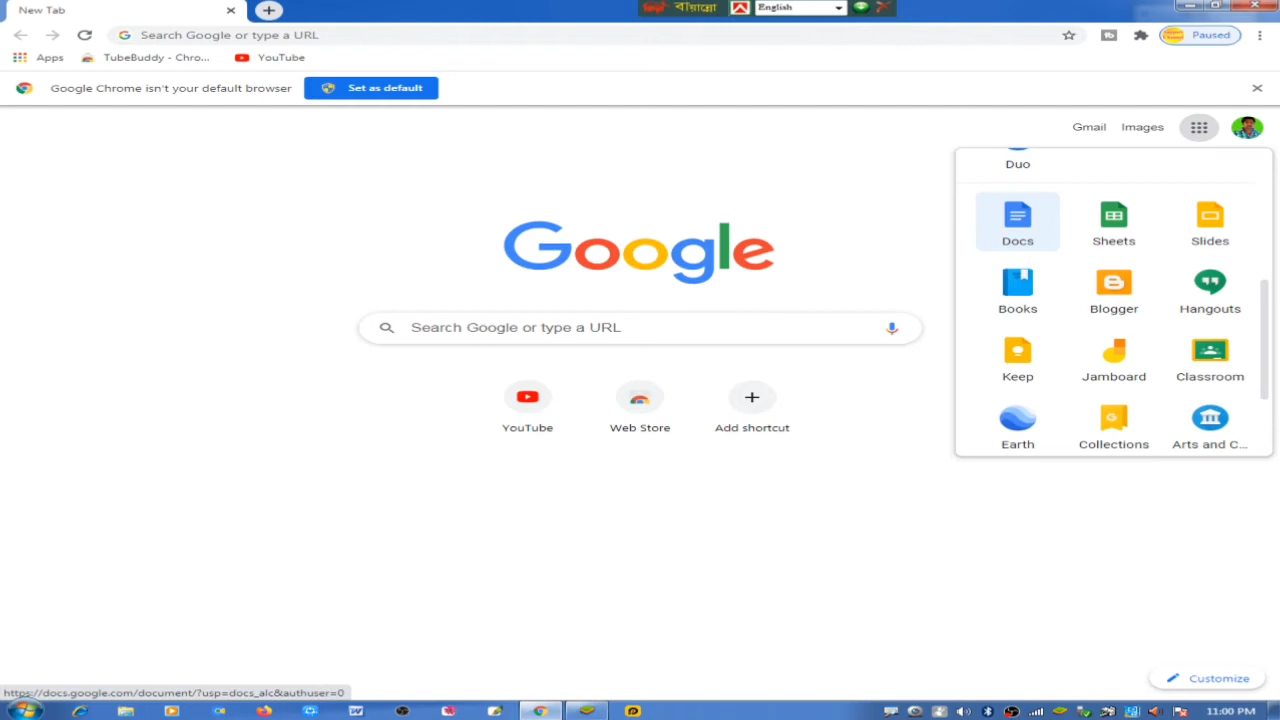 New Tab
বায়ান্নো
English
Search Google or type a URL
Paused
Apps
TubeBuddy - Chro...
YouTube
Google Chrome isn't your default browser
Set as default
Gmail
Images
Duo
Docs
Sheets
Slides
Books
Blogger
Hangouts
Keep
Jamboard
Classroom
Earth
Collections
Arts and C...
Google
Search Google or type a URL
YouTube
Web Store
Add shortcut
Customize
https://docs.google.com/document/?usp=docs_alc&authuser=0
11:00 PM